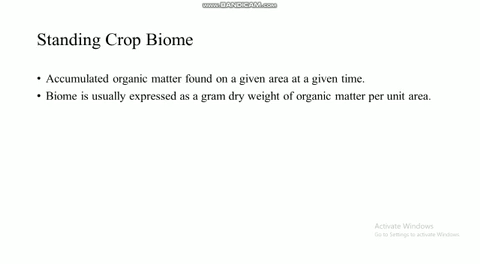 www.BANDICAM.com
Standing Crop Biome
• Accumulated organic matter found on a given area at a given time.
• Biome is usually expressed as a gram dry weight of organic matter per unit area.
Activate Windows
Go to Settings to activate Windows.